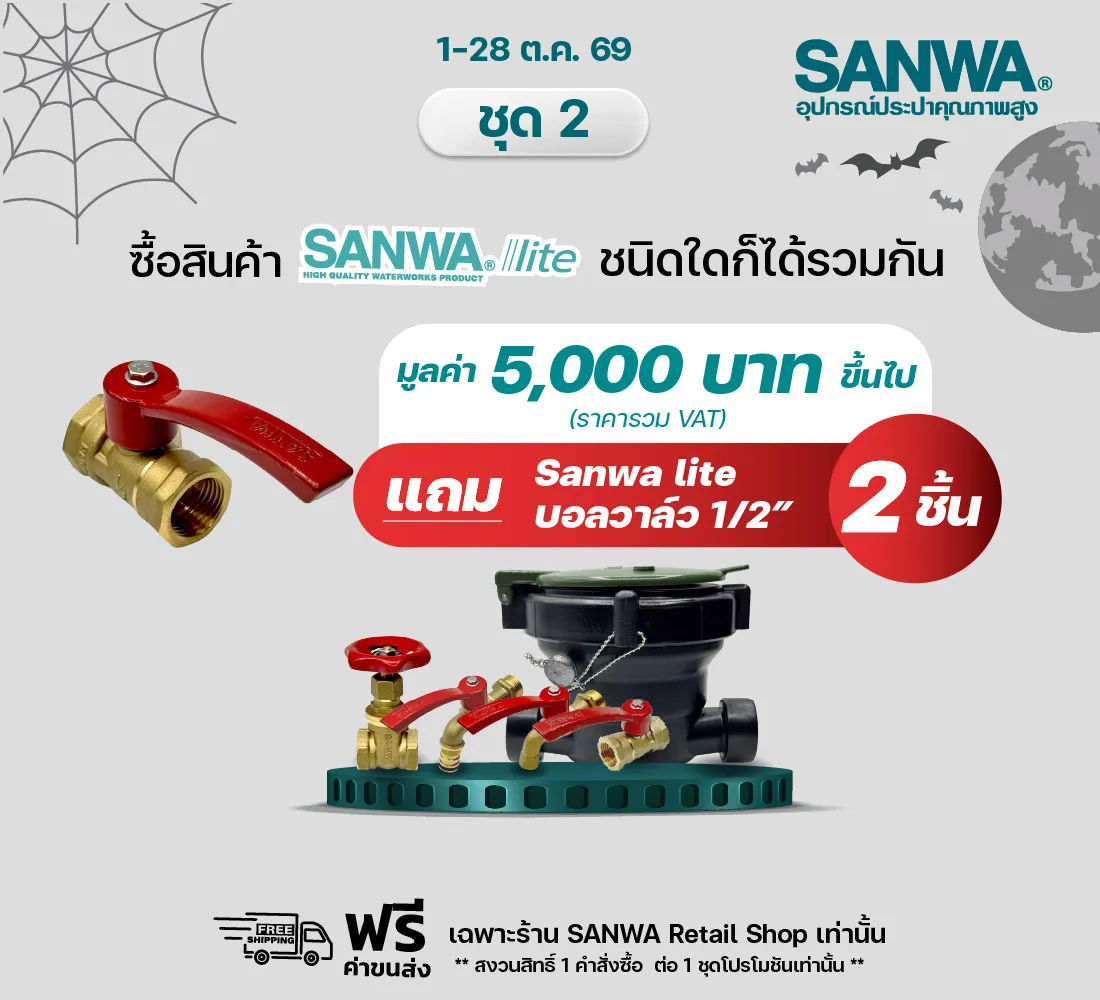 1-28 ต.ค. 69
ชุด 2
SANWA®
อุปกรณ์ประปาคุณภาพสูง
ซื้อสินค้า SANWA® lite ชนิดใดก็ได้รวมกัน
HIGH QUALITY WATERWORKS PRODUCT
มูลค่า 5,000 บาท ขึ้นไป
(ราคารวม VAT)
แถม Sanwa lite
บอลวาล์ว 1/2”
2 ชิ้น
SANWA
FREE
SHIPPING
ฟรี
ค่าขนส่ง
เฉพาะร้าน SANWA Retail Shop เท่านั้น
** สงวนสิทธิ์ 1 คำสั่งซื้อ ต่อ 1 ชุดโปรโมชันเท่านั้น **